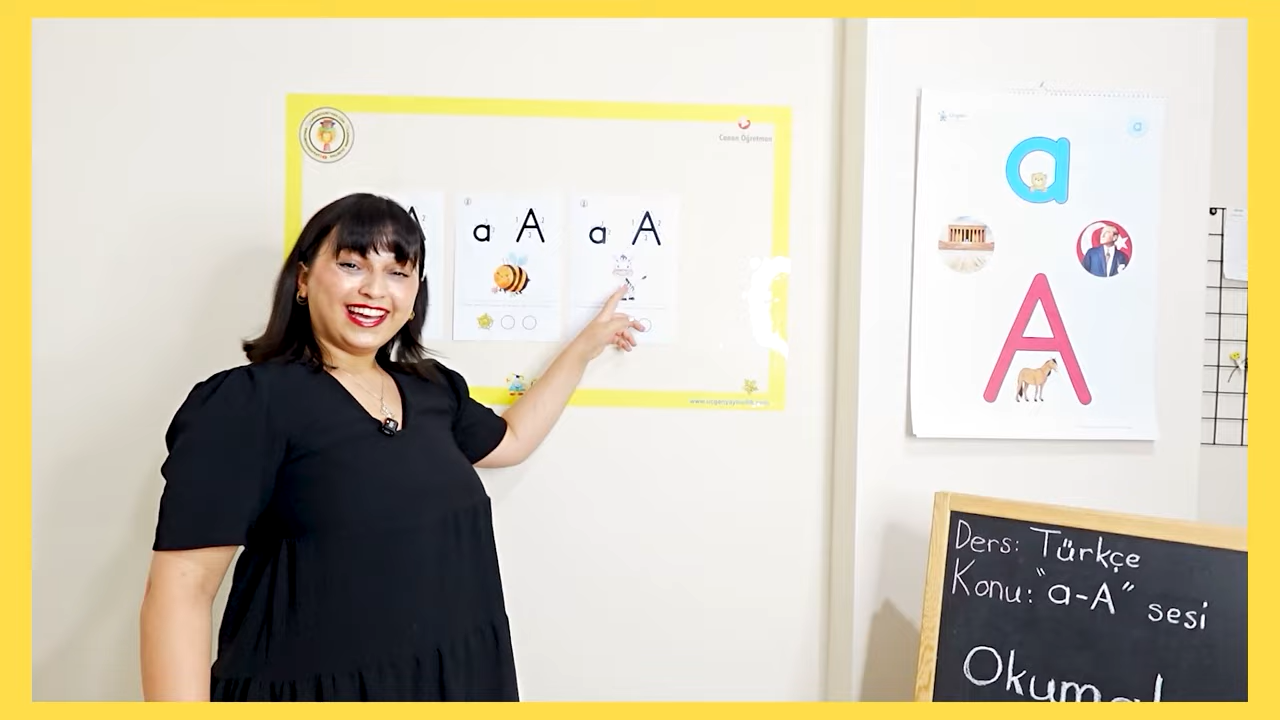 Canan Öğretmen
A
a A
a A
a
A
Ders: Türkçe
Konu: "a-A" sesi